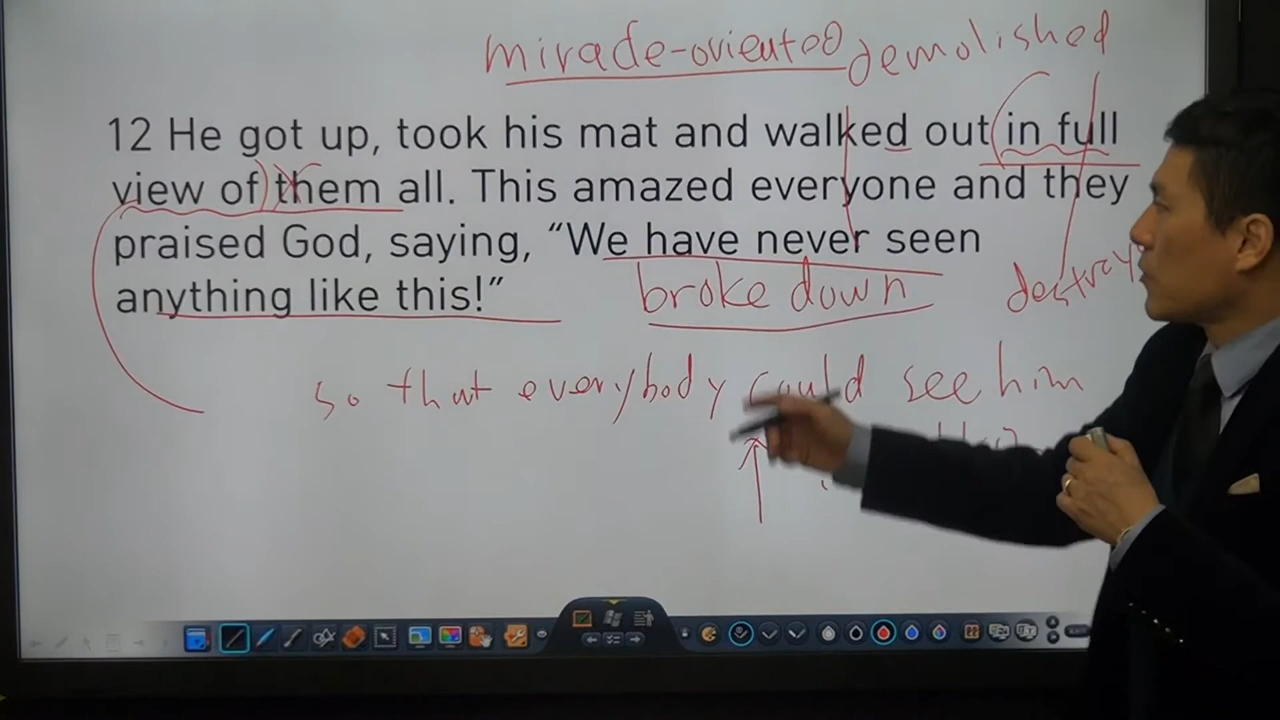 mirade-oriented demolished
12 He got up, took his mat and walked out in full
view of them all. This amazed everyone and they
praised God, saying, “We have never seen
anything like this!”
broke down
destroy
so that everybody could see him